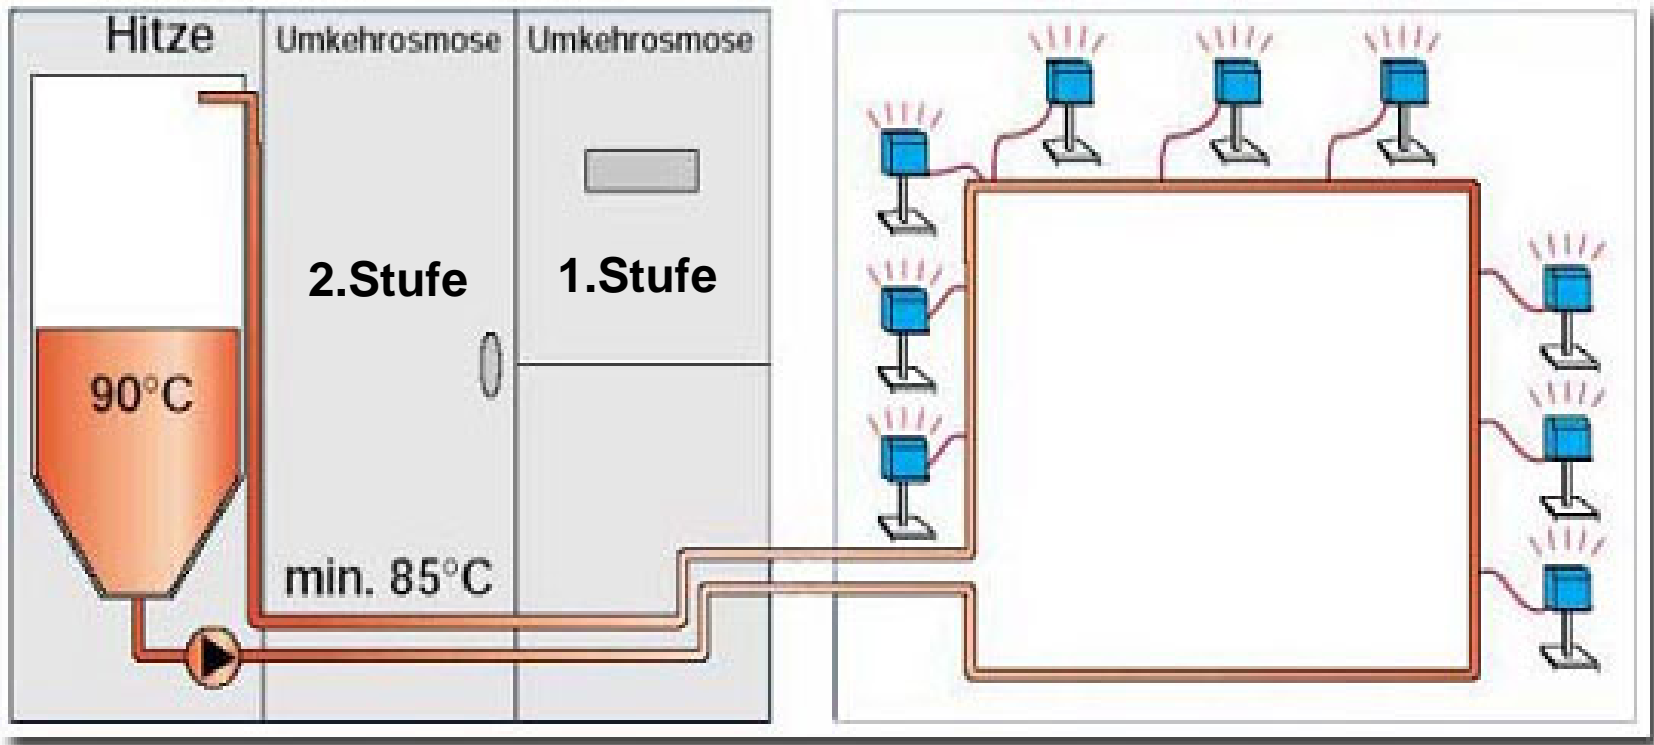 Hitze
Umkehrosmose
Umkehrosmose
2.Stufe
1.Stufe
90°C
min. 85°C